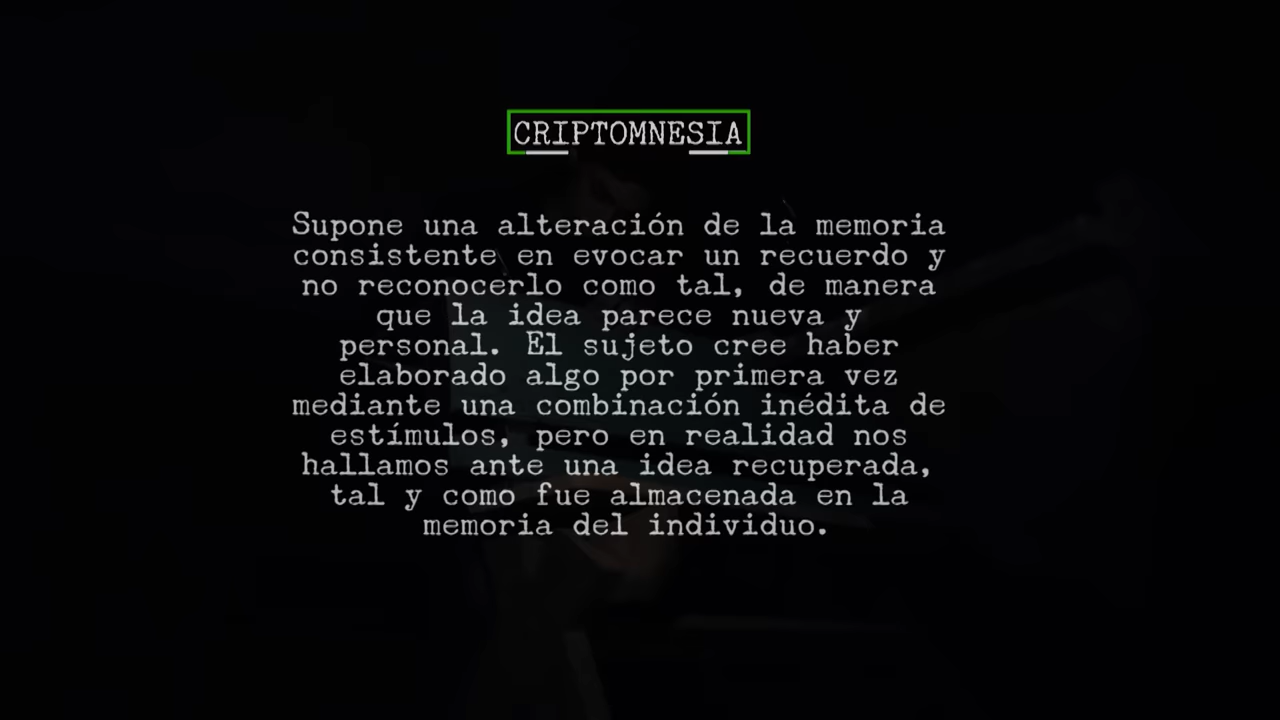 CRIPTOMNESIA
Supone una alteración de la memoria
consistente en evocar un recuerdo y
no reconocerlo como tal, de manera
que la idea parece nueva y
personal. El sujeto cree haber
elaborado algo por primera vez
mediante una combinación inédita de
estímulos, pero en realidad nos
hallamos ante una idea recuperada,
tal y como fue almacenada en la
memoria del individuo.